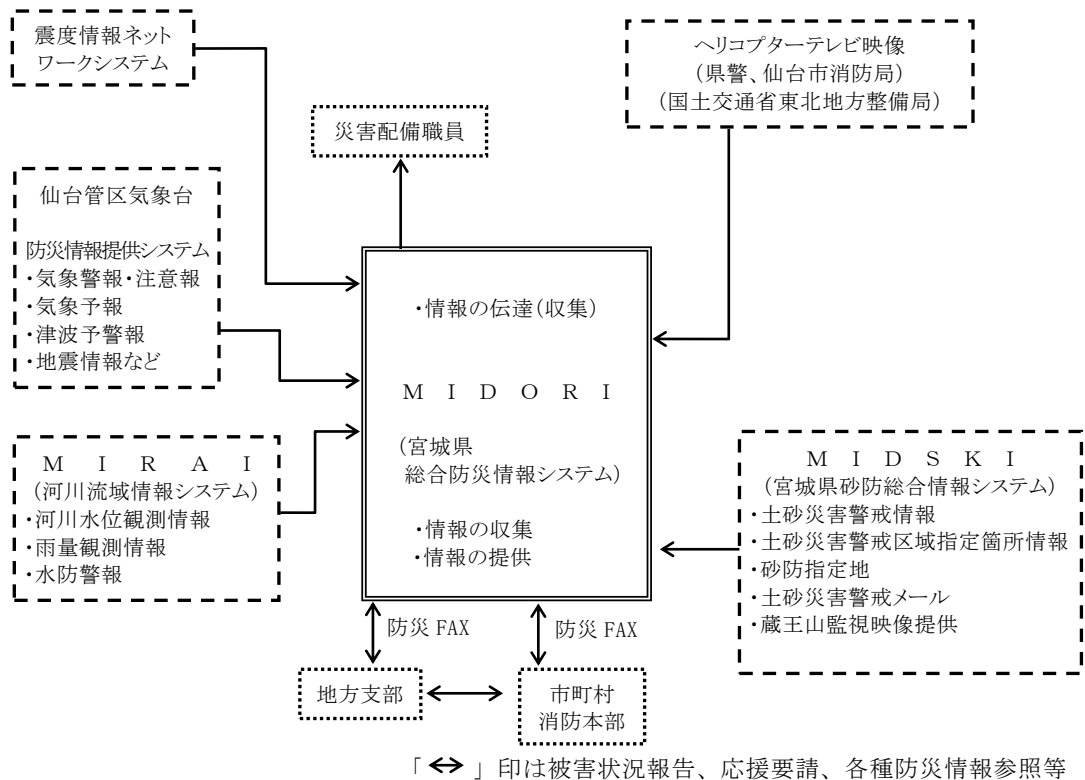 震度情報ネット
ワークシステム
ヘリコプターテレビ映像
(県警、仙台市消防局)
(国土交通省東北地方整備局)
災害配備職員
仙台管区気象台
防災情報提供システム
・気象警報・注意報
・気象予報
・津波予警報
・地震情報など
・情報の伝達(収集)
M I D O R I
(宮城県
総合防災情報システム)
・情報の収集
・情報の提供
M I R A I
(河川流域情報システム)
・河川水位観測情報
・雨量観測情報
・水防警報
M I D S K I
(宮城県砂防総合情報システム)
・土砂災害警戒情報
・土砂災害警戒区域指定箇所情報
・砂防指定地
・土砂災害警戒メール
・蔵王山監視映像提供
防災 FAX
防災 FAX
地方支部
市町村
消防本部
「 ↔ 」印は被害状況報告、応援要請、各種防災情報参照等